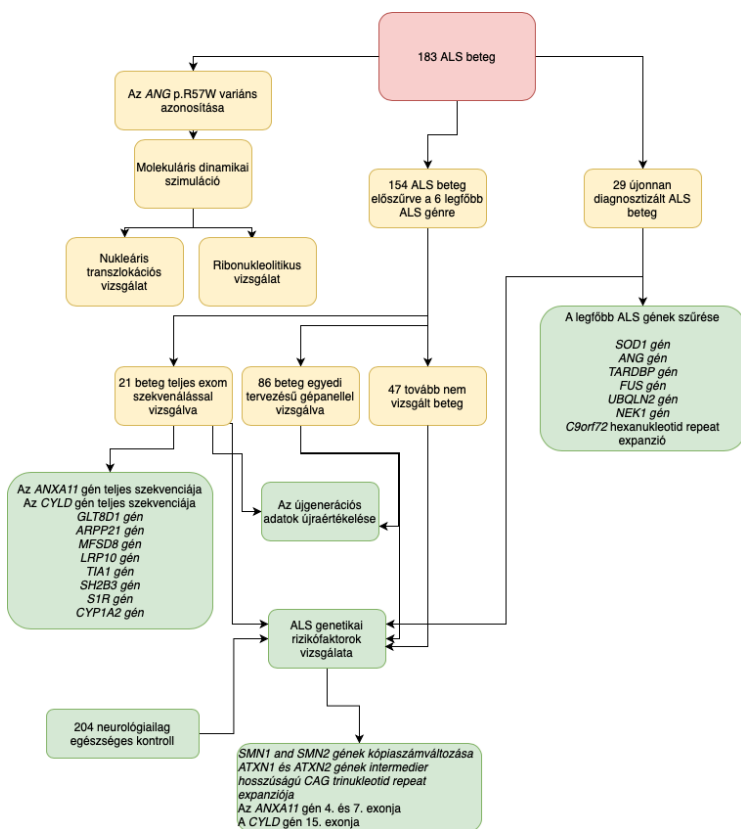 183 ALS beteg
Az ANG p.R57W variáns
azonosítása
Molekuláris dinamikai
szimuláció
Nukleáris
transzlokációs
vizsgálat
Ribonukleolitikus
vizsgálat
154 ALS beteg
előszűrve a 6 legfőbb
ALS génre
29 újonnan
diagnosztizált ALS
beteg
A legfőbb ALS gének szűrése
SOD1 gén
ANG gén
TARDBP gén
FUS gén
UBQLN2 gén
NEK1 gén
C9orf72 hexanukleotid repeat
expanzió
21 beteg teljes exom
szekvenálással
vizsgálva
86 beteg egyedi
tervezésű gépanellel
vizsgálva
47 tovább nem
vizsgált beteg
Az ANXA11 gén teljes szekvenciája
Az CYLD gén teljes szekvenciája
GLT8D1 gén
ARPP21 gén
MFSD8 gén
LRP10 gén
TIA1 gén
SH2B3 gén
S1R gén
CYP1A2 gén
Az újgenerációs
adatok újraértékelése
ALS genetikai
rizikófaktorok
vizsgálata
204 neurológiailag
egészséges kontroll
SMN1 and SMN2 gének kópiaszámváltozása
ATXN1 és ATXN2 gének intermedier
hosszúságú CAG trinukleotid repeat
expanziója
Az ANXA11 gén 4. és 7. exonja
A CYLD gén 15. exonja